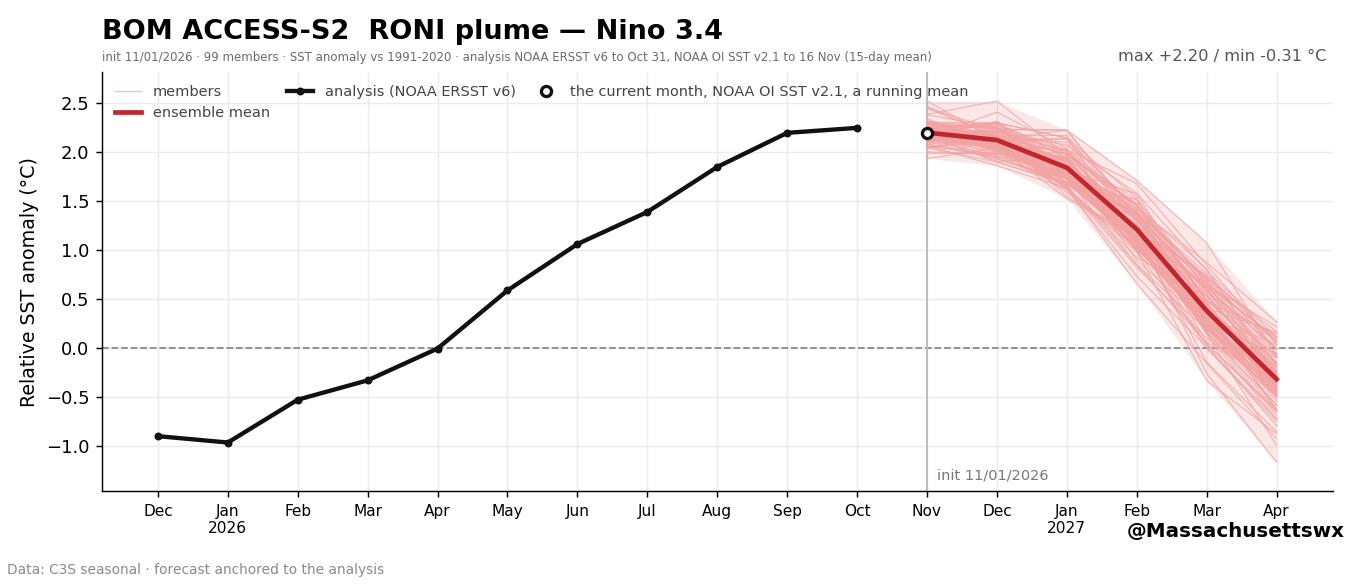 BOM ACCESS-S2  RONI plume — Nino 3.4
init 11/01/2026 · 99 members · SST anomaly vs 1991-2020 · analysis NOAA ERSST v6 to Oct 31, NOAA OI SST v2.1 to 16 Nov (15-day mean)
max +2.20 / min -0.31 °C
members
analysis (NOAA ERSST v6)
the current month, NOAA OI SST v2.1, a running mean
ensemble mean
Relative SST anomaly (°C)
2.5
2.0
1.5
1.0
0.5
0.0
−0.5
−1.0
init 11/01/2026
Dec Jan Feb Mar Apr May Jun Jul Aug Sep Oct Nov Dec Jan Feb Mar Apr
2026 2027
@Massachusettswx
Data: C3S seasonal · forecast anchored to the analysis